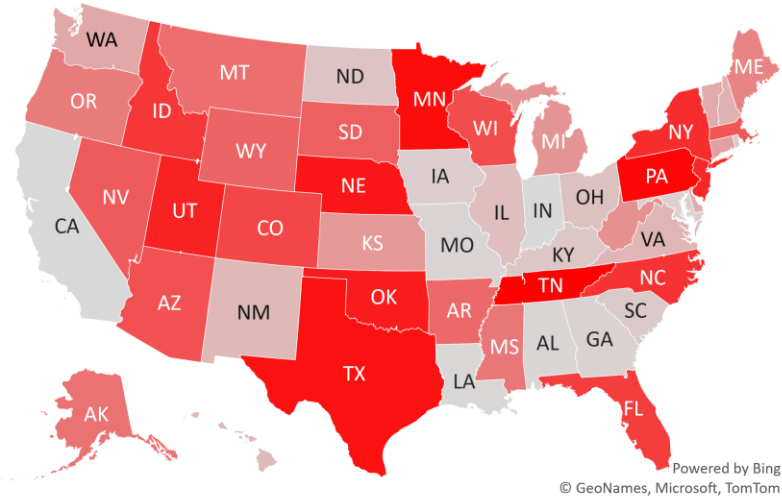 WA
MT
ND
MN
ME
OR
ID
SD
WI
MI
NY
WY
IA
PA
NE
NV
UT
IL
IN
OH
CA
CO
KS
MO
KY
VA
AZ
NM
OK
AR
TN
NC
SC
TX
MS
AL
GA
LA
AK
FL
Powered by Bing
© GeoNames, Microsoft, TomTom